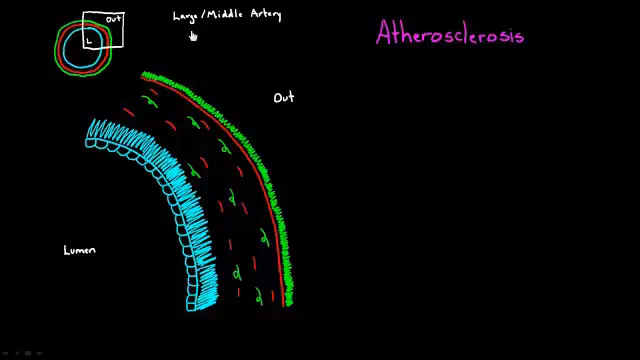 Out
L
Large/Middle Artery
Atherosclerosis
Out
Lumen